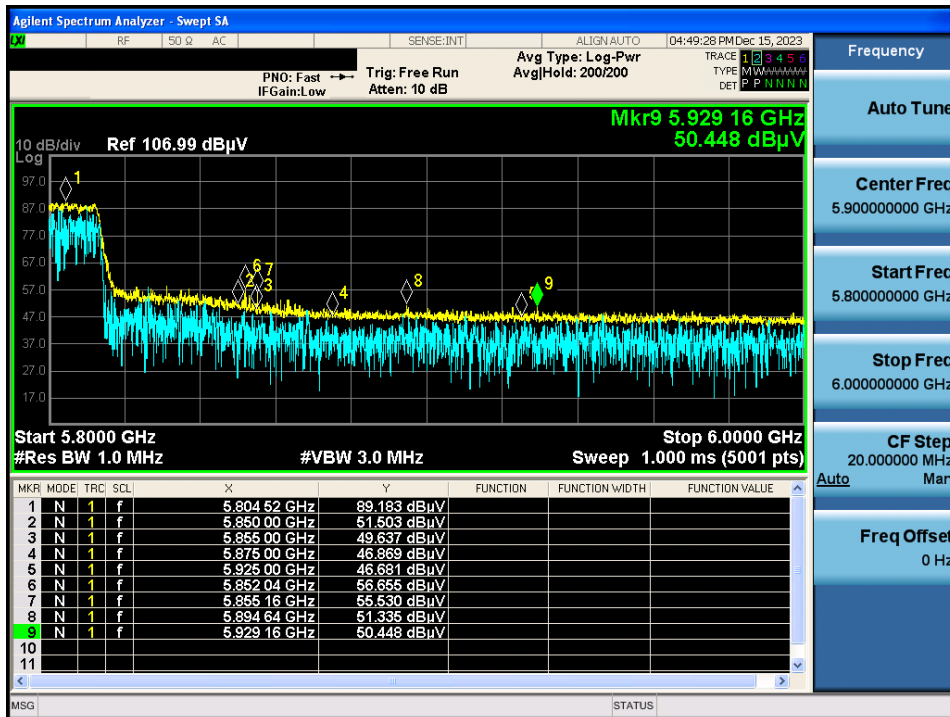 Agilent Spectrum Analyzer - Swept SA
LXI RF 50 Ω AC SENSE:INT ALIGN AUTO 04:49:28 PM Dec 15, 2023
PNO: Fast
IFGain:Low
Trig: Free Run
Atten: 10 dB
Avg Type: Log-Pwr
Avg|Hold: 200/200
TRACE 1 2 3 4 5 6
TYPE M W
DET P P N N N N
Mkr9 5.929 16 GHz
50.448 dBµV
10 dB/div Ref 106.99 dBµV
Log
97.0
87.0
77.0
67.0
57.0
47.0
37.0
27.0
17.0
1
6
7
2
3
4
8
9
Start 5.8000 GHz Stop 6.0000 GHz
#Res BW 1.0 MHz #VBW 3.0 MHz Sweep 1.000 ms (5001 pts)
MKR MODE TRC SCL X Y FUNCTION FUNCTION WIDTH FUNCTION VALUE
1 N 1 f 5.804 52 GHz 89.183 dBµV
2 N 1 f 5.850 00 GHz 51.503 dBµV
3 N 1 f 5.855 00 GHz 49.637 dBµV
4 N 1 f 5.875 00 GHz 46.869 dBµV
5 N 1 f 5.925 00 GHz 46.681 dBµV
6 N 1 f 5.852 04 GHz 56.655 dBµV
7 N 1 f 5.855 16 GHz 55.530 dBµV
8 N 1 f 5.894 64 GHz 51.335 dBµV
9 N 1 f 5.929 16 GHz 50.448 dBµV
10
11
MSG STATUS
Frequency
Auto Tune
Center Freq
5.900000000 GHz
Start Freq
5.800000000 GHz
Stop Freq
6.000000000 GHz
CF Step
20.000000 MHz
Auto Man
Freq Offset
0 Hz